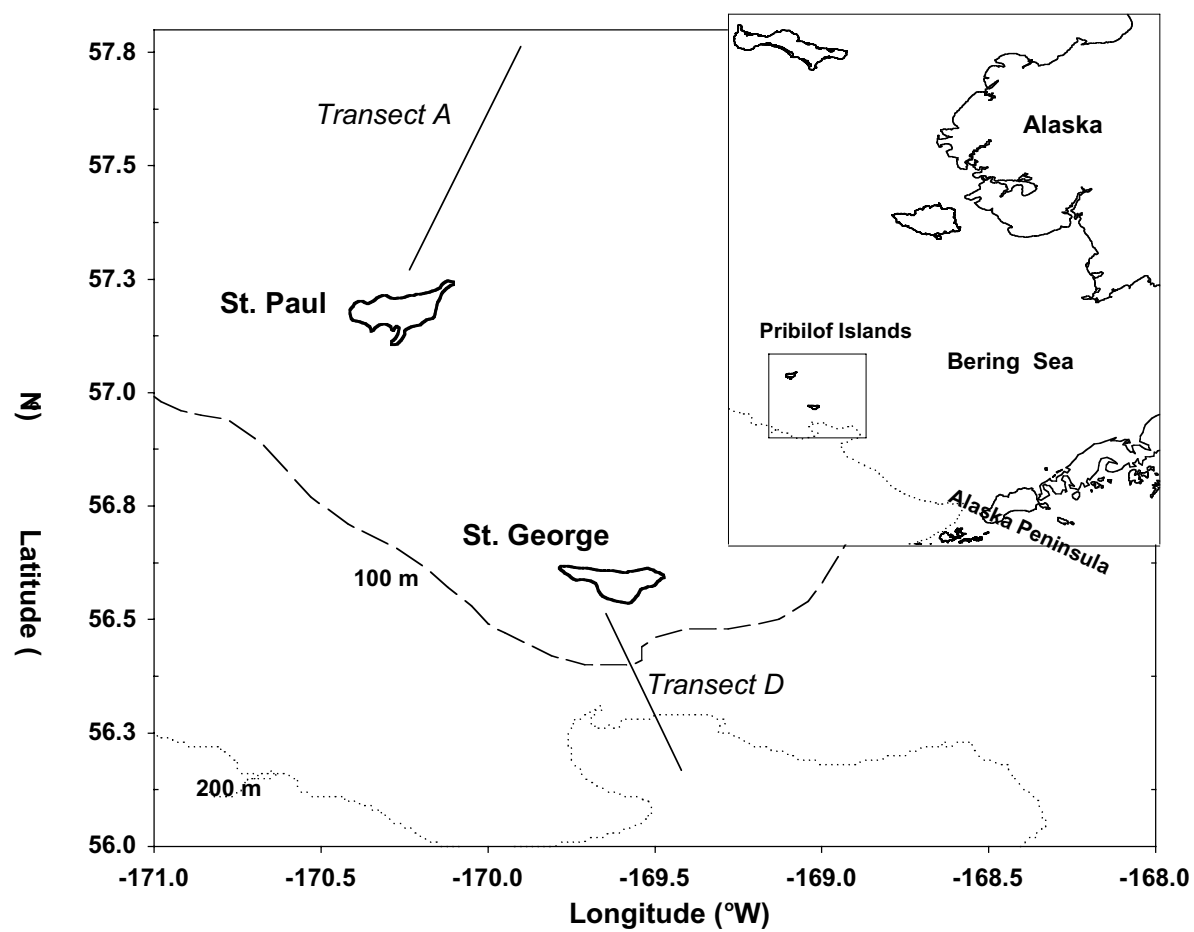 57.8
57.5
57.3
57.0
56.8
56.5
56.3
56.0
-171.0
-170.5
-170.0
-169.5
-169.0
-168.5
-168.0
Longitude (°W)
Latitude (
N)
Transect A
St. Paul
St. George
100 m
Transect D
200 m
Alaska
Pribilof Islands
Bering Sea
Alaska Peninsula